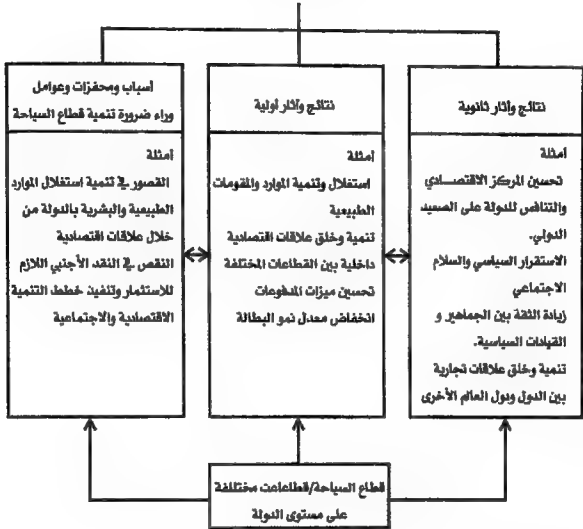 أسباب ومحفزات وعوامل
وراء ضرورة تنمية قطاع السياحة
أمثلة
القصور في تنمية استغلال الموارد
الطبيعية والبشرية بالدولة من
خلال علاقات اقتصادية
النقص في النقد الأجنبي اللازم
للاستثمار وتنفيذ خطط التنمية
الاقتصادية والاجتماعية
نتائج وآثار أولية
أمثلة
استغلال وتنمية الموارد والمقومات
الطبيعية
تنمية وخلق علاقات اقتصادية
داخلية بين القطاعات المختلفة
تحسين ميزات المدفوعات
انخفاض معدل نمو البطالة
نتائج وآثار ثانوية
أمثلة
تحسين المركز الاقتصــادي
والتنافس للدولة على الصعيد
الدولي.
الاستقرار السياسي والسلام
الاجتماعي
زيادة الثقة بين الجماهير و
القيادات السياسية.
تنمية وخلق علاقات تجارية
بين الدول ودول العالم الأخرى
قطاع السياحة/قطاعات مختلفة
على مستوى الدولة